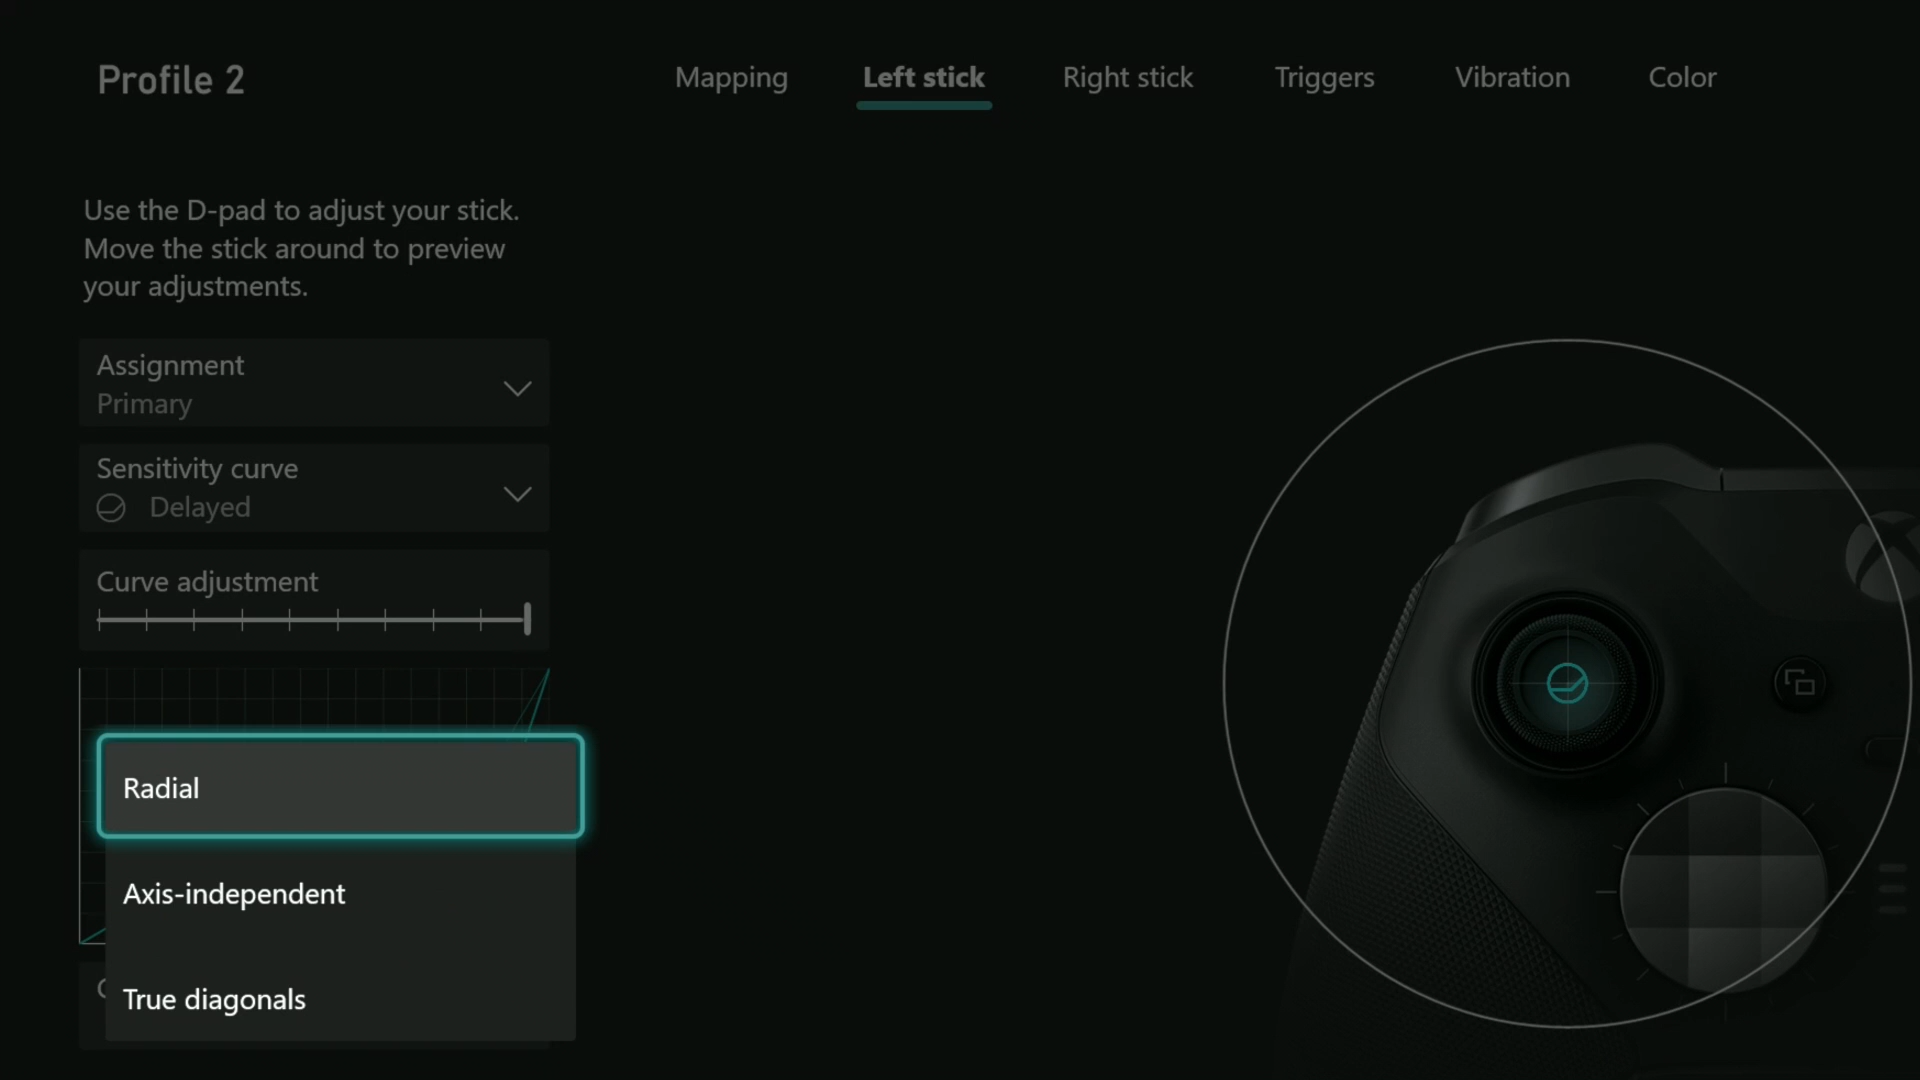 Profile 2
Mapping
Left stick
Right stick
Triggers
Vibration
Color
Use the D-pad to adjust your stick.
Move the stick around to preview
your adjustments.
Assignment
Primary
Sensitivity curve
Delayed
Curve adjustment
Radial
Axis-independent
True diagonals